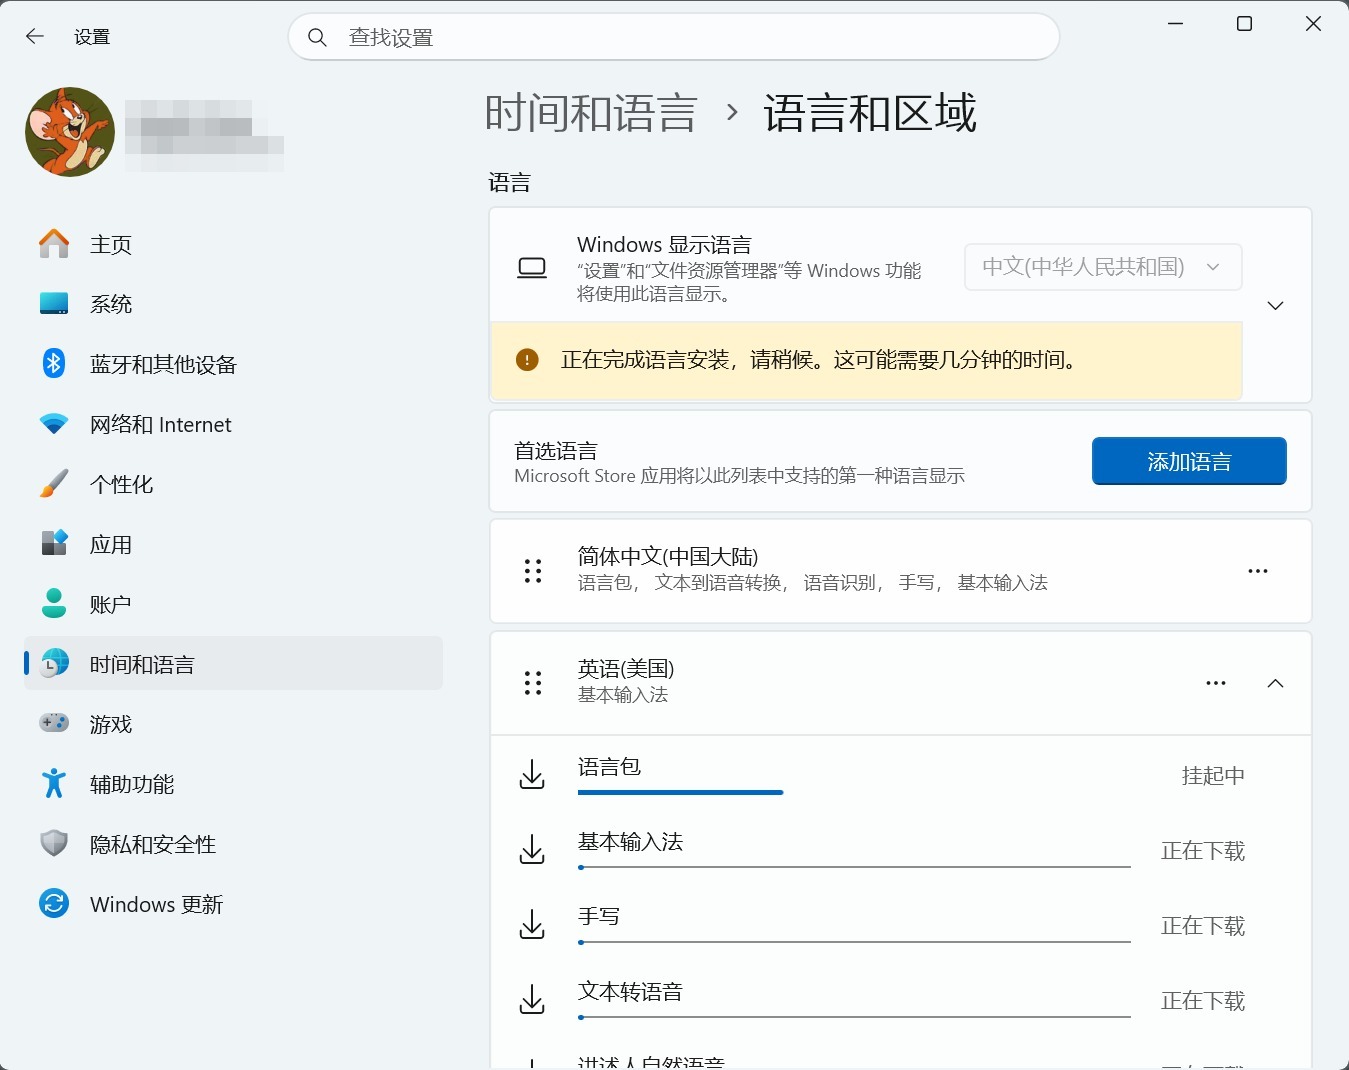 设置
查找设置
主页
系统
蓝牙和其他设备
网络和 Internet
个性化
应用
账户
时间和语言
游戏
辅助功能
隐私和安全性
Windows 更新
时间和语言 › 语言和区域
语言
Windows 显示语言
“设置”和“文件资源管理器”等 Windows 功能
将使用此语言显示。
中文(中华人民共和国)
正在完成语言安装，请稍候。这可能需要几分钟的时间。
首选语言
Microsoft Store 应用将以此列表中支持的第一种语言显示
添加语言
简体中文(中国大陆)
语言包， 文本到语音转换， 语音识别， 手写， 基本输入法
英语(美国)
基本输入法
语言包
挂起中
基本输入法
正在下载
手写
正在下载
文本转语音
正在下载
讲述人自然语音